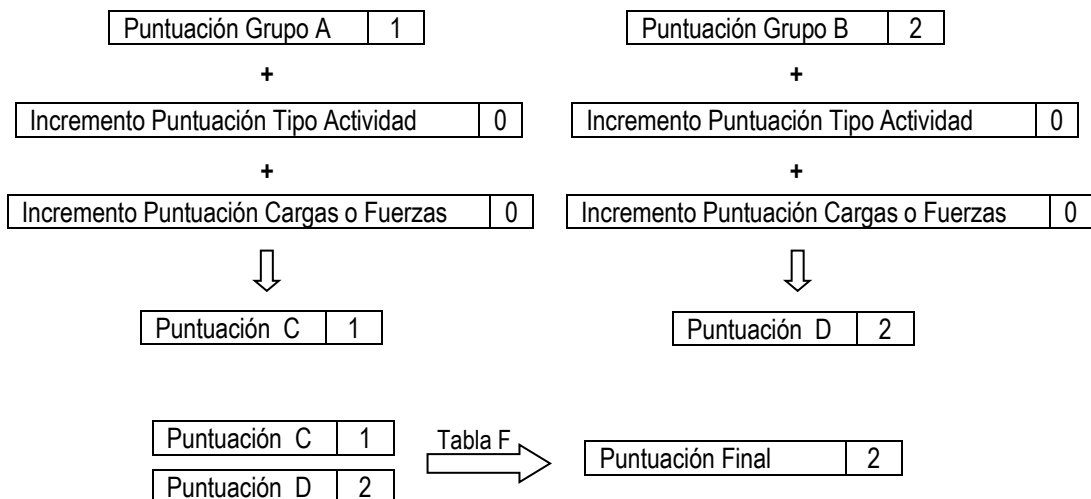 Puntuación Grupo A 1
Puntuación Grupo B 2
+
+
Incremento Puntuación Tipo Actividad 0
Incremento Puntuación Tipo Actividad 0
+
+
Incremento Puntuación Cargas o Fuerzas 0
Incremento Puntuación Cargas o Fuerzas 0
Puntuación C 1
Puntuación D 2
Puntuación C 1
Tabla F
Puntuación Final 2
Puntuación D 2